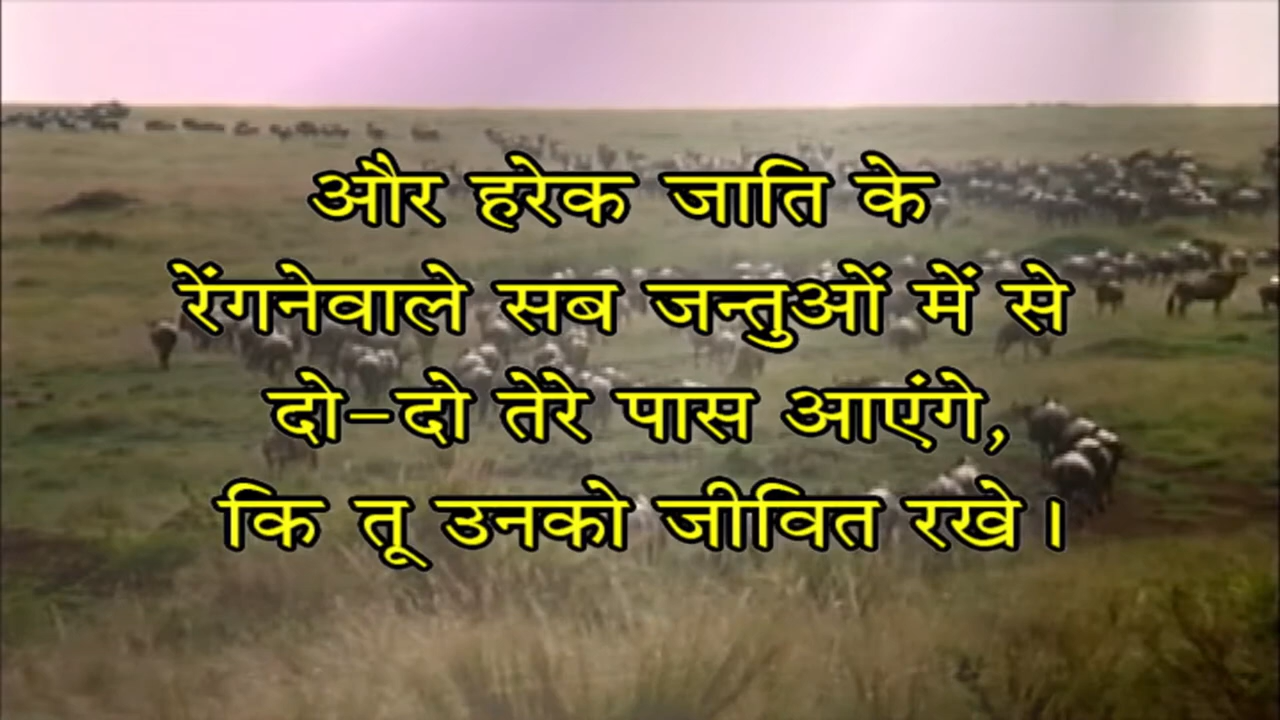 और हरेक जाति के
रेंगनेवाले सब जन्तुओं में से
दो-दो तेरे पास आएंगे,
कि तू उनको जीवित रखे।